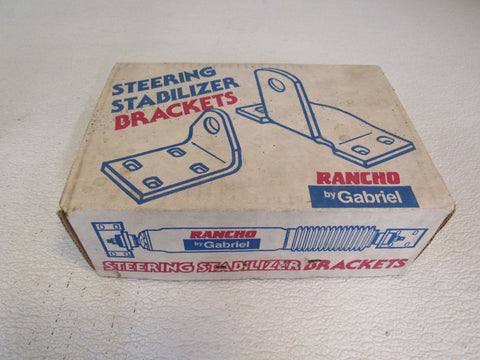 STEERING
STABILIZER
BRACKETS
RANCHO
by Gabriel
RANCHO
by Gabriel
STEERING STABILIZER BRACKETS